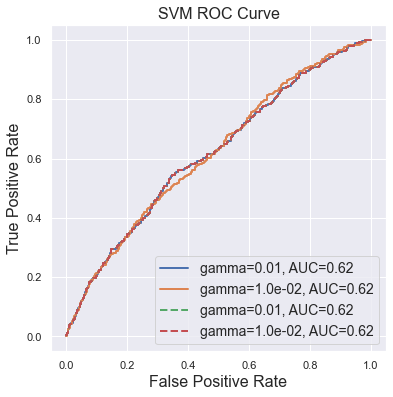 SVM ROC Curve
True Positive Rate
1.0
0.8
0.6
0.4
0.2
0.0
gamma=0.01, AUC=0.62
gamma=1.0e-02, AUC=0.62
gamma=0.01, AUC=0.62
gamma=1.0e-02, AUC=0.62
0.0 0.2 0.4 0.6 0.8 1.0
False Positive Rate